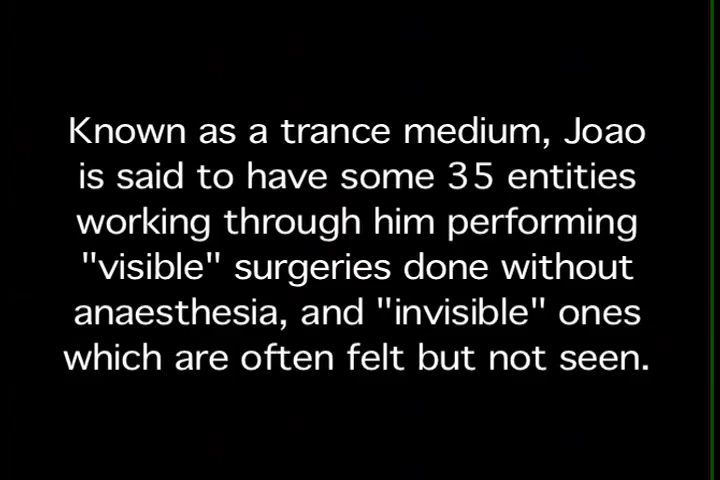 Known as a trance medium, Joao
is said to have some 35 entities
working through him performing
"visible" surgeries done without
anaesthesia, and "invisible" ones
which are often felt but not seen.